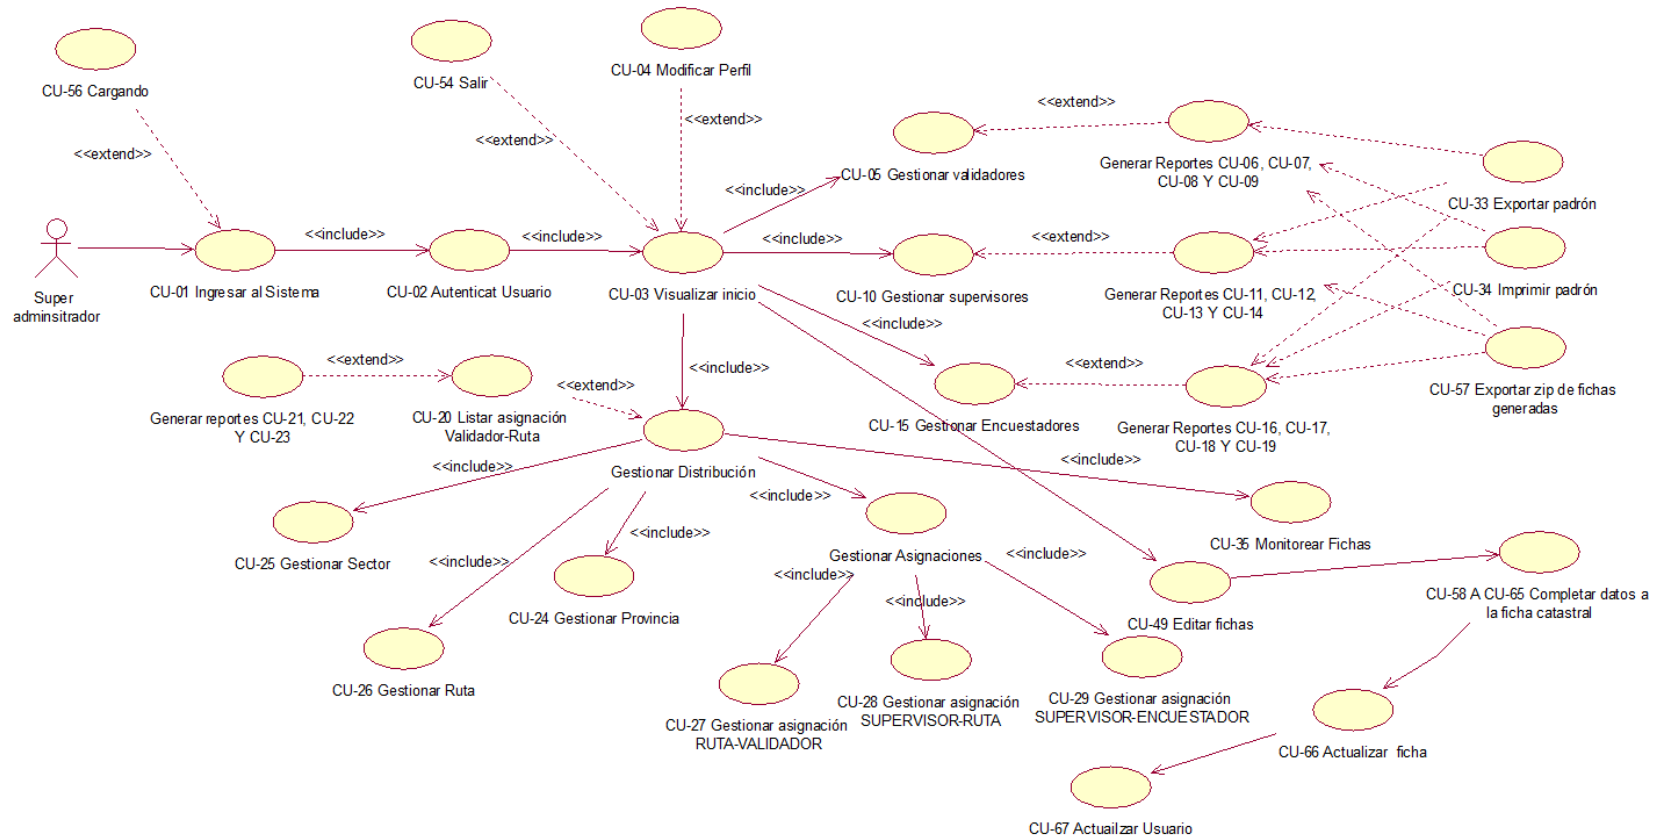 CU-56 Cargando
<<extend>>
CU-54 Salir
<<extend>>
CU-04 Modificar Perfil
<<extend>>
<<extend>>
CU-05 Gestionar validadores
<<include>>
Generar Reportes CU-06, CU-07,
CU-08 Y CU-09
CU-33 Exportar padrón
Super
adminsitrador
CU-01 Ingresar al Sistema
<<include>>
CU-02 Autenticat Usuario
<<include>>
CU-03 Visualizar inicio
<<include>>
CU-10 Gestionar supervisores
<<extend>>
Generar Reportes CU-11, CU-12,
CU-13 Y CU-14
CU-34 Imprimir padrón
<<include>>
<<include>>
<<extend>>
CU-15 Gestionar Encuestadores
Generar Reportes CU-16, CU-17,
CU-18 Y CU-19
CU-57 Exportar zip de fichas
generadas
<<extend>>
<<extend>>
Generar reportes CU-21, CU-22
Y CU-23
CU-20 Listar asignación
Validador-Ruta
Gestionar Distribución
<<include>>
<<include>>
<<include>>
CU-25 Gestionar Sector
<<include>>
<<include>>
CU-24 Gestionar Provincia
CU-26 Gestionar Ruta
Gestionar Asignaciones
<<include>>
<<include>>
<<include>>
CU-27 Gestionar asignación
RUTA-VALIDADOR
CU-28 Gestionar asignación
SUPERVISOR-RUTA
CU-29 Gestionar asignación
SUPERVISOR-ENCUESTADOR
CU-35 Monitorear Fichas
CU-49 Editar fichas
CU-58 A CU-65 Completar datos a
la ficha catastral
CU-66 Actualizar ficha
CU-67 Actuailzar Usuario